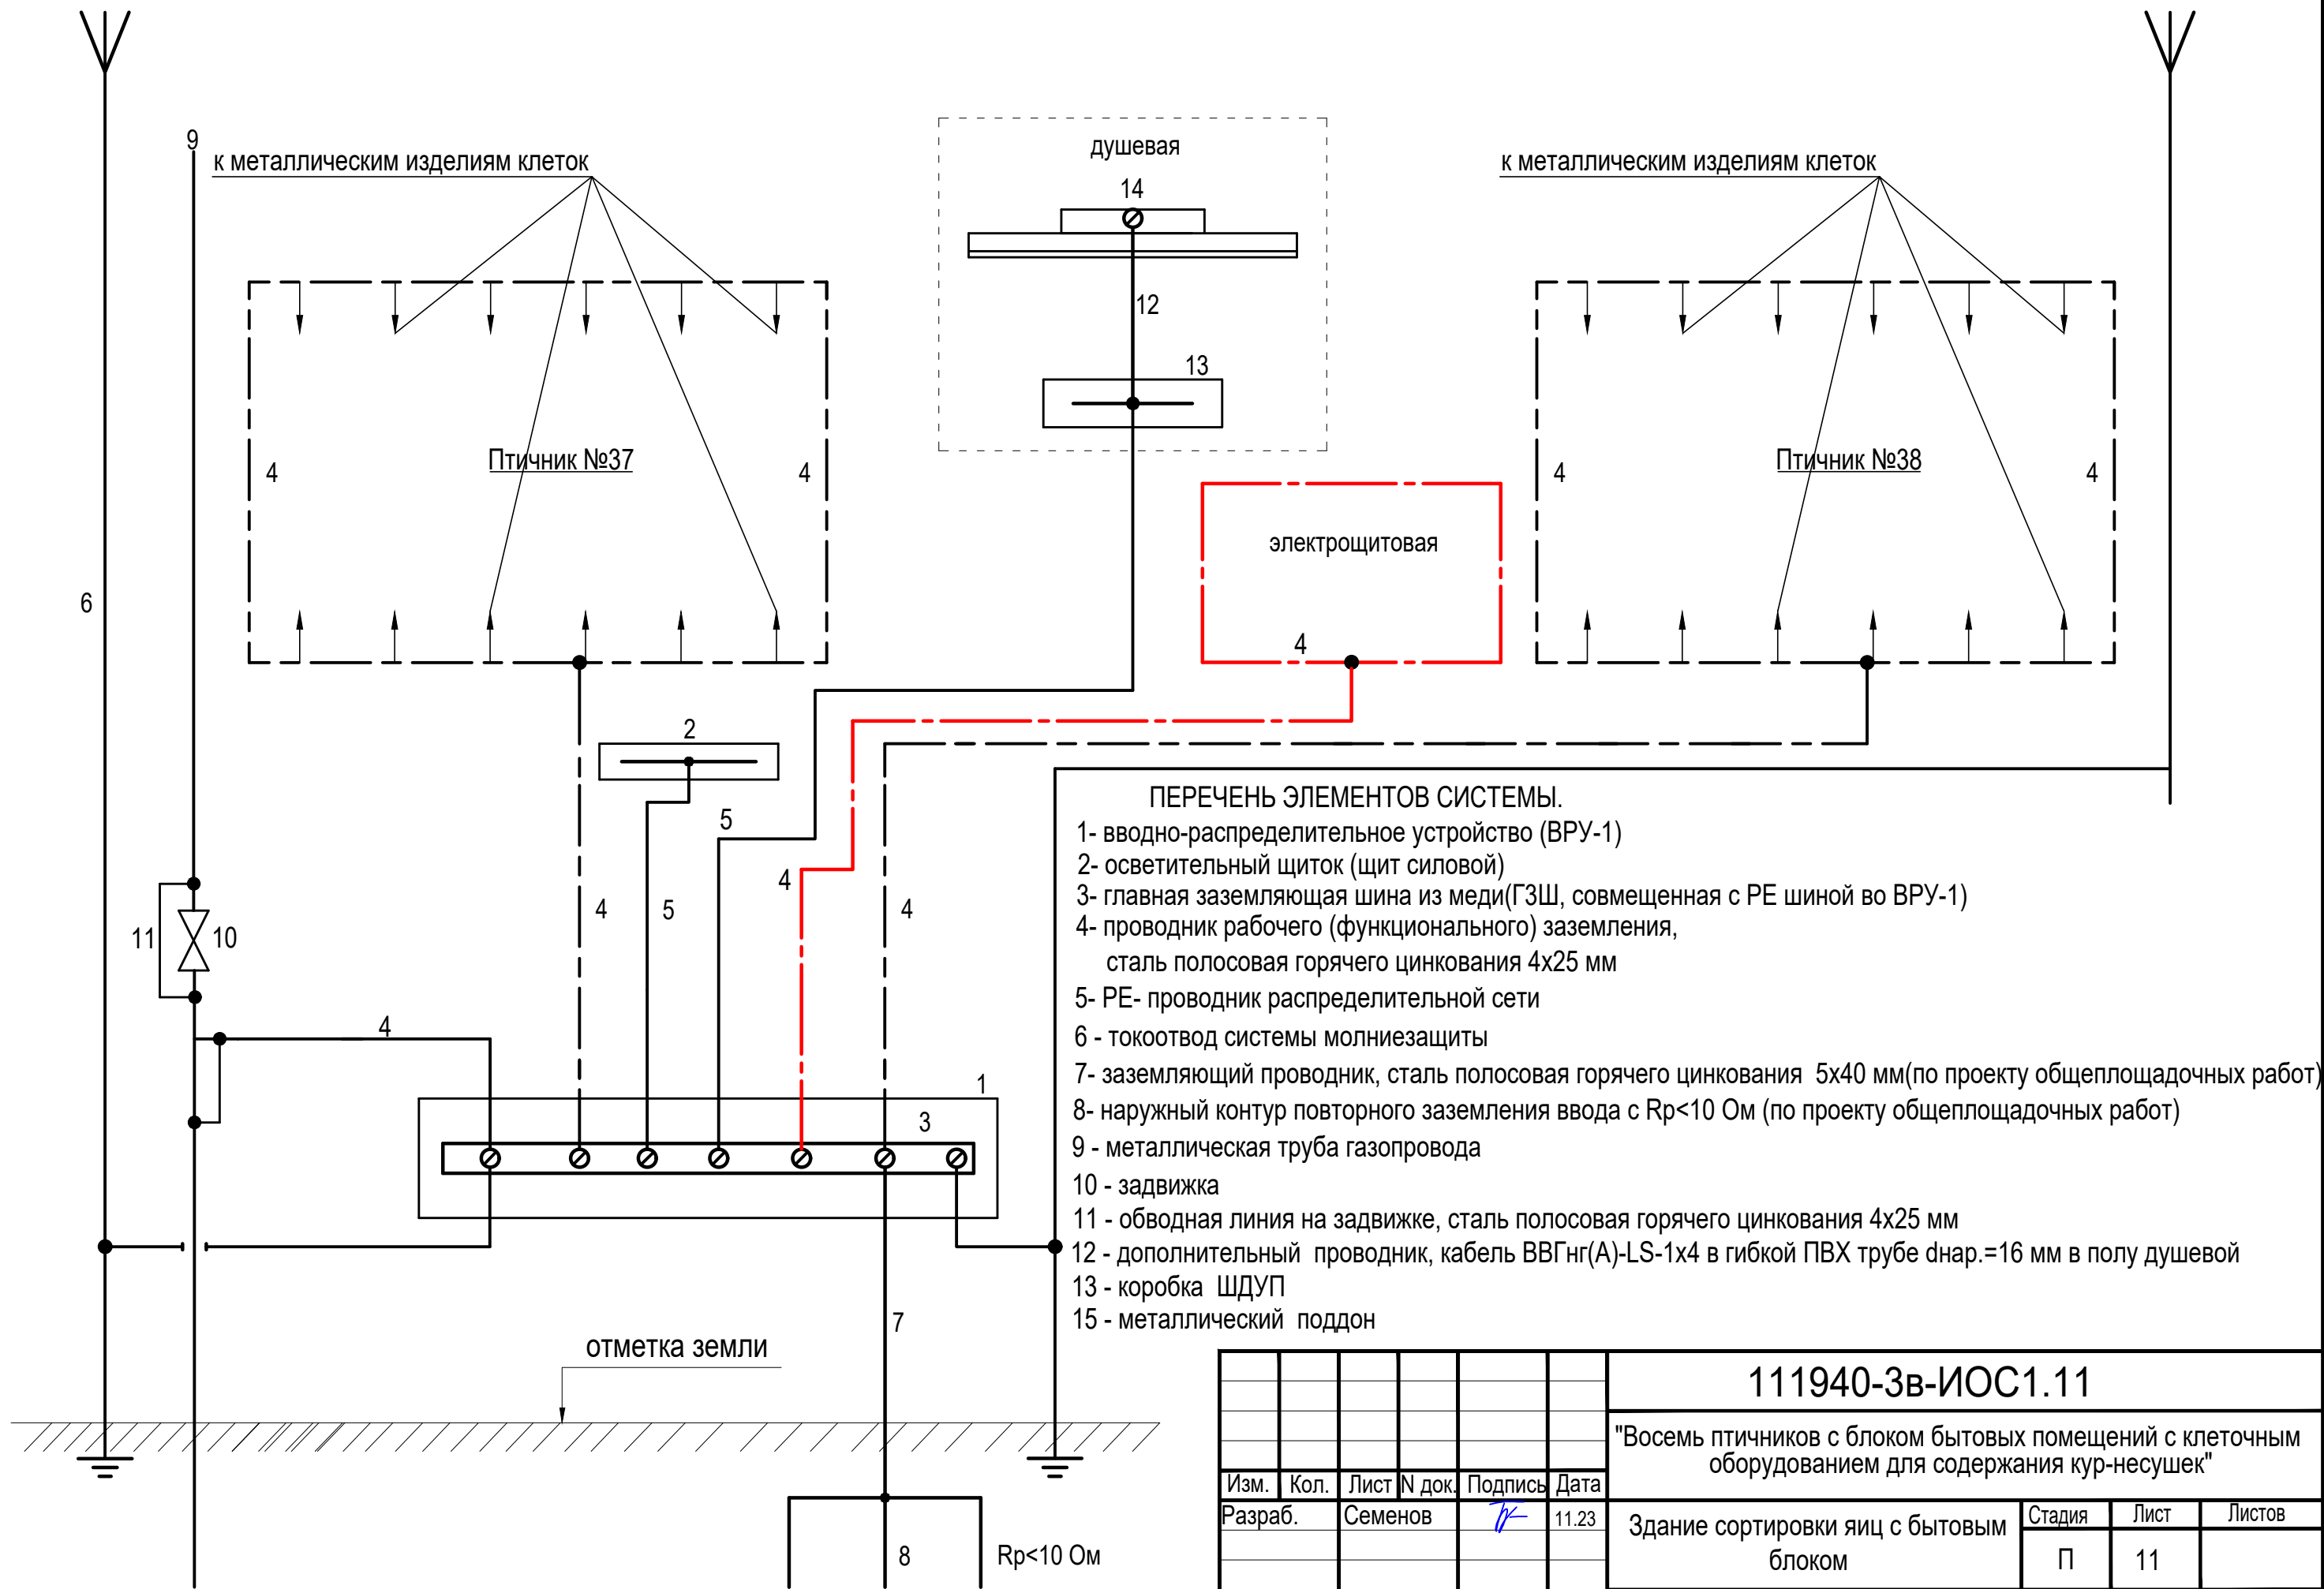 9
к металлическим изделиям клеток
душевая
14
к металлическим изделиям клеток
12
13
Птичник №37
4
4
Птичник №38
4
4
электрощитовая
4
6
2
5
4
4
5
4
11
10
4
1
3
7
отметка земли
8
Rр<10 Ом
ПЕРЕЧЕНЬ ЭЛЕМЕНТОВ СИСТЕМЫ.
1- вводно-распределительное устройство (ВРУ-1)
2- осветительный щиток (щит силовой)
3- главная заземляющая шина из меди(ГЗШ, совмещенная с РЕ шиной во ВРУ-1)
4- проводник рабочего (функционального) заземления,
сталь полосовая горячего цинкования 4х25 мм
5- РЕ- проводник распределительной сети
6 - токоотвод системы молниезащиты
7- заземляющий проводник, сталь полосовая горячего цинкования 5х40 мм(по проекту общеплощадочных работ)
8- наружный контур повторного заземления ввода с Rр<10 Ом (по проекту общеплощадочных работ)
9 - металлическая труба газопровода
10 - задвижка
11 - обводная линия на задвижке, сталь полосовая горячего цинкования 4х25 мм
12 - дополнительный проводник, кабель ВВГнг(А)-LS-1х4 в гибкой ПВХ трубе dнар.=16 мм в полу душевой
13 - коробка ШДУП
15 - металлический поддон
111940-3в-ИОС1.11
"Восемь птичников с блоком бытовых помещений с клеточным
оборудованием для содержания кур-несушек"
Изм. Кол. Лист N док. Подпись Дата
Разраб. Семенов 11.23
Здание сортировки яиц с бытовым
блоком
Стадия Лист Листов
П 11